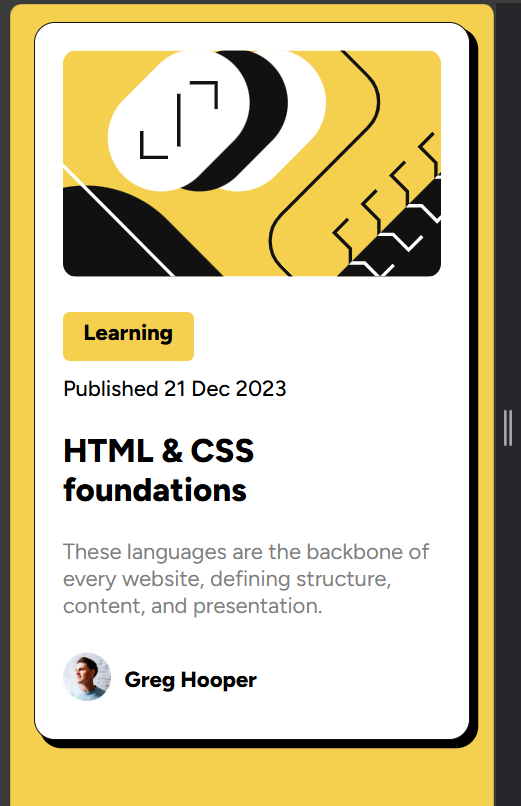 Learning
Published 21 Dec 2023
HTML & CSS
foundations
These languages are the backbone of
every website, defining structure,
content, and presentation.
Greg Hooper